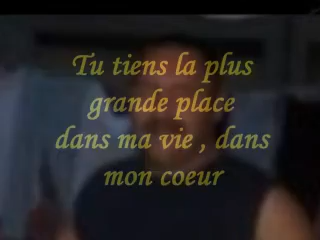 Tu tiens la plus
grande place
dans ma vie , dans
mon coeur